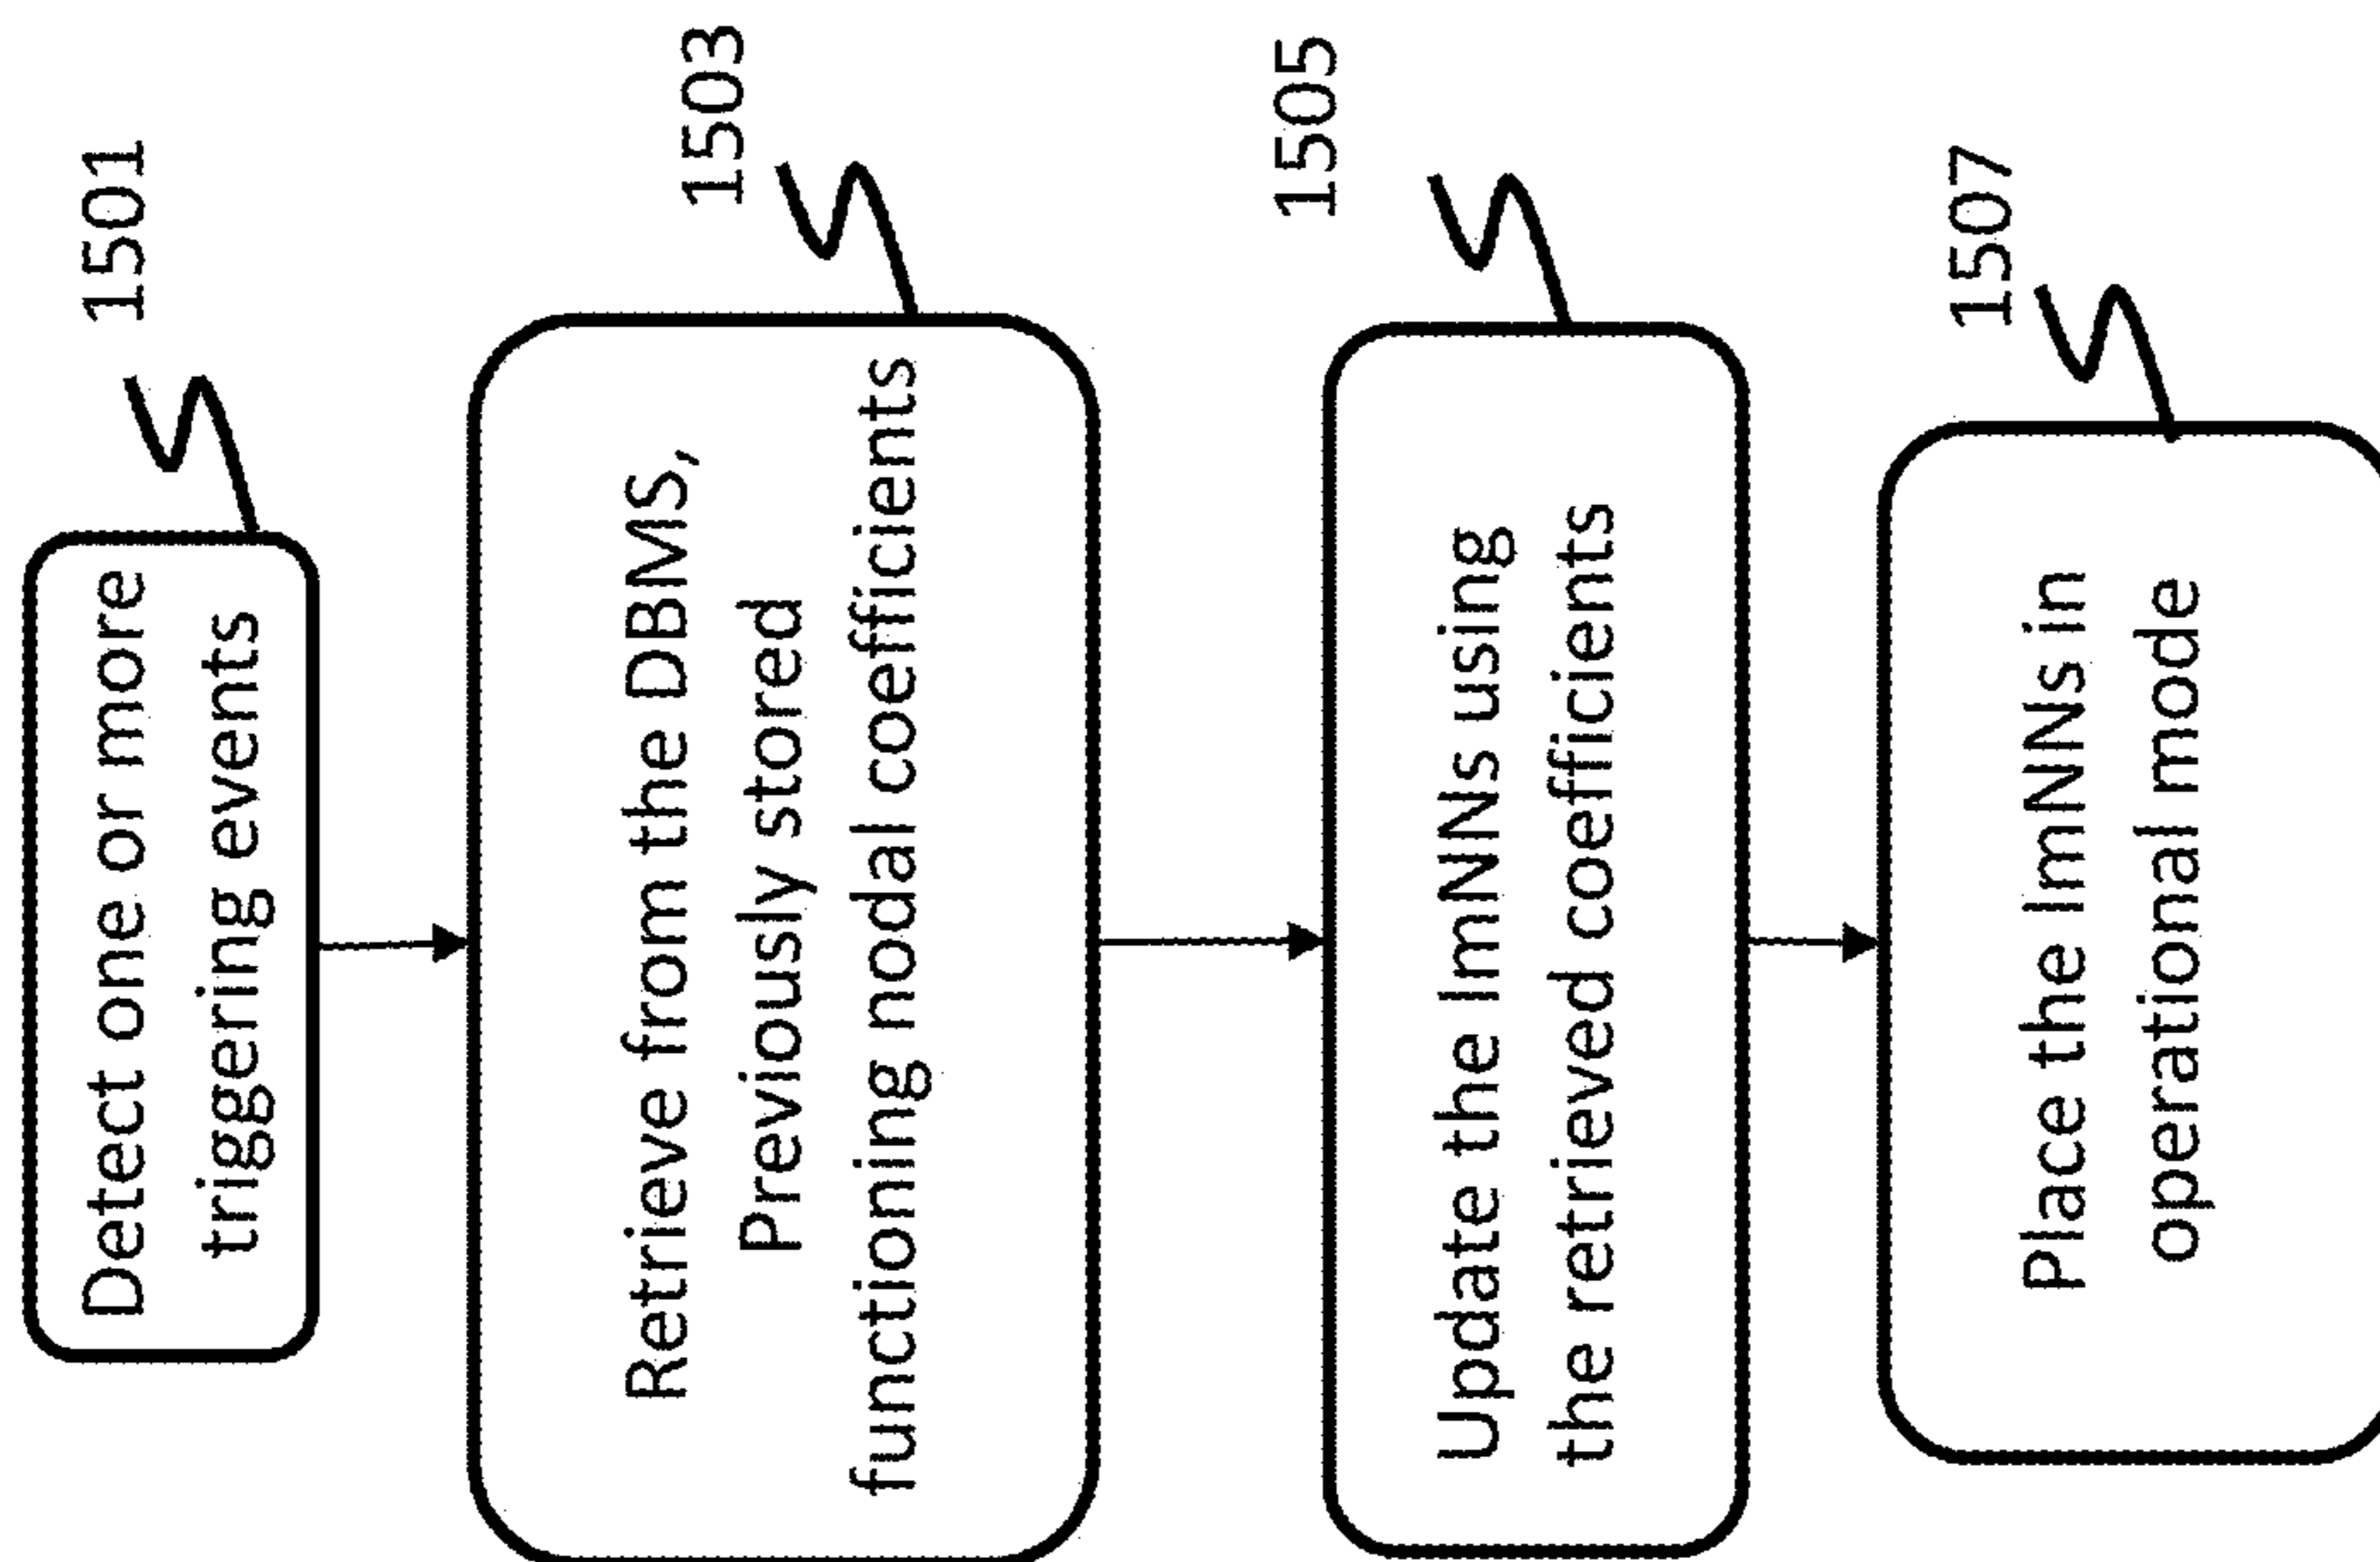 1501
Detect one or more
triggering events
1503
Retrieve from the DBMS,
Previously stored
functioning nodal coefficients
1505
Update the ImNNs using
the retrieved coefficients
1507
Place the ImNNs in
operational mode